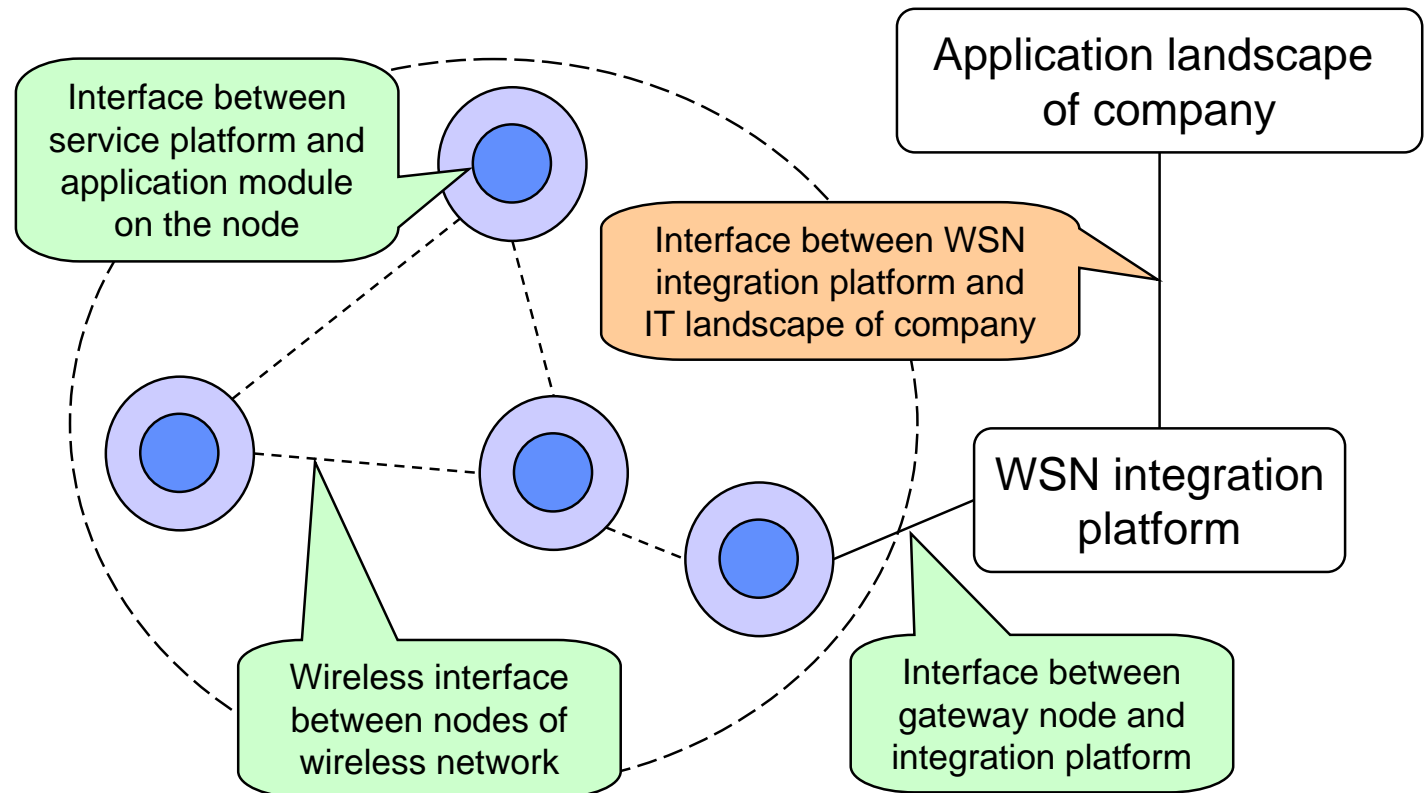 Application landscape
of company
Interface between
service platform and
application module
on the node
Interface between WSN
integration platform and
IT landscape of company
WSN integration
platform
Wireless interface
between nodes of
wireless network
Interface between
gateway node and
integration platform